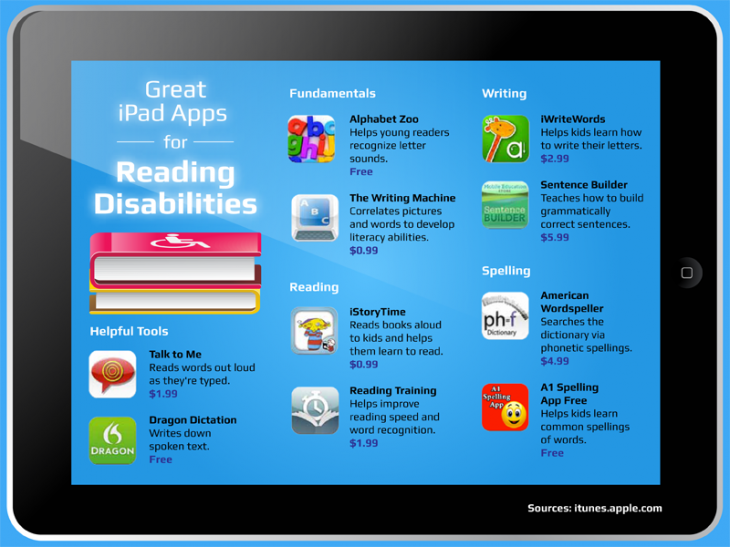 Great
iPad Apps
for
Reading
Disabilities
Helpful Tools
Talk to Me
Reads words out loud
as they're typed.
$1.99
DRAGON
Dragon Dictation
Writes down
spoken text.
Free
Fundamentals
abc
ghij
Alphabet Zoo
Helps young readers
recognize letter
sounds.
Free
A
B
C
The Writing Machine
Correlates pictures
and words to develop
literacy abilities.
$0.99
Reading
iStoryTime
Reads books aloud
to kids and helps
them learn to read.
$0.99
Reading Training
Helps improve
reading speed and
word recognition.
$1.99
Writing
a
iWriteWords
Helps kids learn how
to write their letters.
$2.99
Mobile Education
Sentence
BUILDER
Sentence Builder
Teaches how to build
grammatically
correct sentences.
$5.99
Spelling
ph=f
Dictionary
American
Wordspeller
Searches the
dictionary via
phonetic spellings.
$4.99
A1
Spelling
App
A1 Spelling
App Free
Helps kids learn
common spellings
of words.
Free
Sources: itunes.apple.com